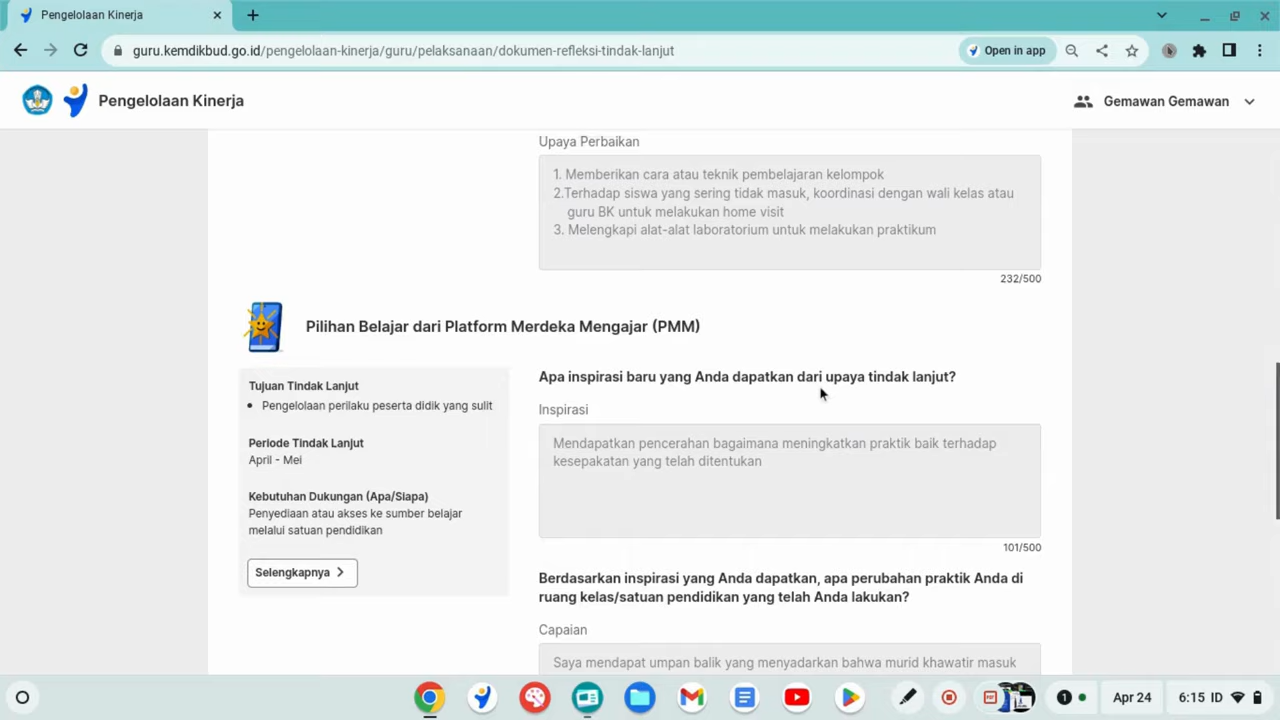 Pengelolaan Kinerja
guru.kemdikbud.go.id/pengelolaan-kinerja/guru/pelaksanaan/dokumen-refleksi-tindak-lanjut
Open in app
Pengelolaan Kinerja
Gemawan Gemawan
Upaya Perbaikan
1. Memberikan cara atau teknik pembelajaran kelompok
2.Terhadap siswa yang sering tidak masuk, koordinasi dengan wali kelas atau
guru BK untuk melakukan home visit
3. Melengkapi alat-alat laboratorium untuk melakukan praktikum
232/500
Pilihan Belajar dari Platform Merdeka Mengajar (PMM)
Tujuan Tindak Lanjut
• Pengelolaan perilaku peserta didik yang sulit
Periode Tindak Lanjut
April - Mei
Kebutuhan Dukungan (Apa/Siapa)
Penyediaan atau akses ke sumber belajar
melalui satuan pendidikan
Selengkapnya
Apa inspirasi baru yang Anda dapatkan dari upaya tindak lanjut?
Inspirasi
Mendapatkan pencerahan bagaimana meningkatkan praktik baik terhadap
kesepakatan yang telah ditentukan
101/500
Berdasarkan inspirasi yang Anda dapatkan, apa perubahan praktik Anda di
ruang kelas/satuan pendidikan yang telah Anda lakukan?
Capaian
Saya mendapat umpan balik yang menyadarkan bahwa murid khawatir masuk
1
Apr 24
6:15 ID